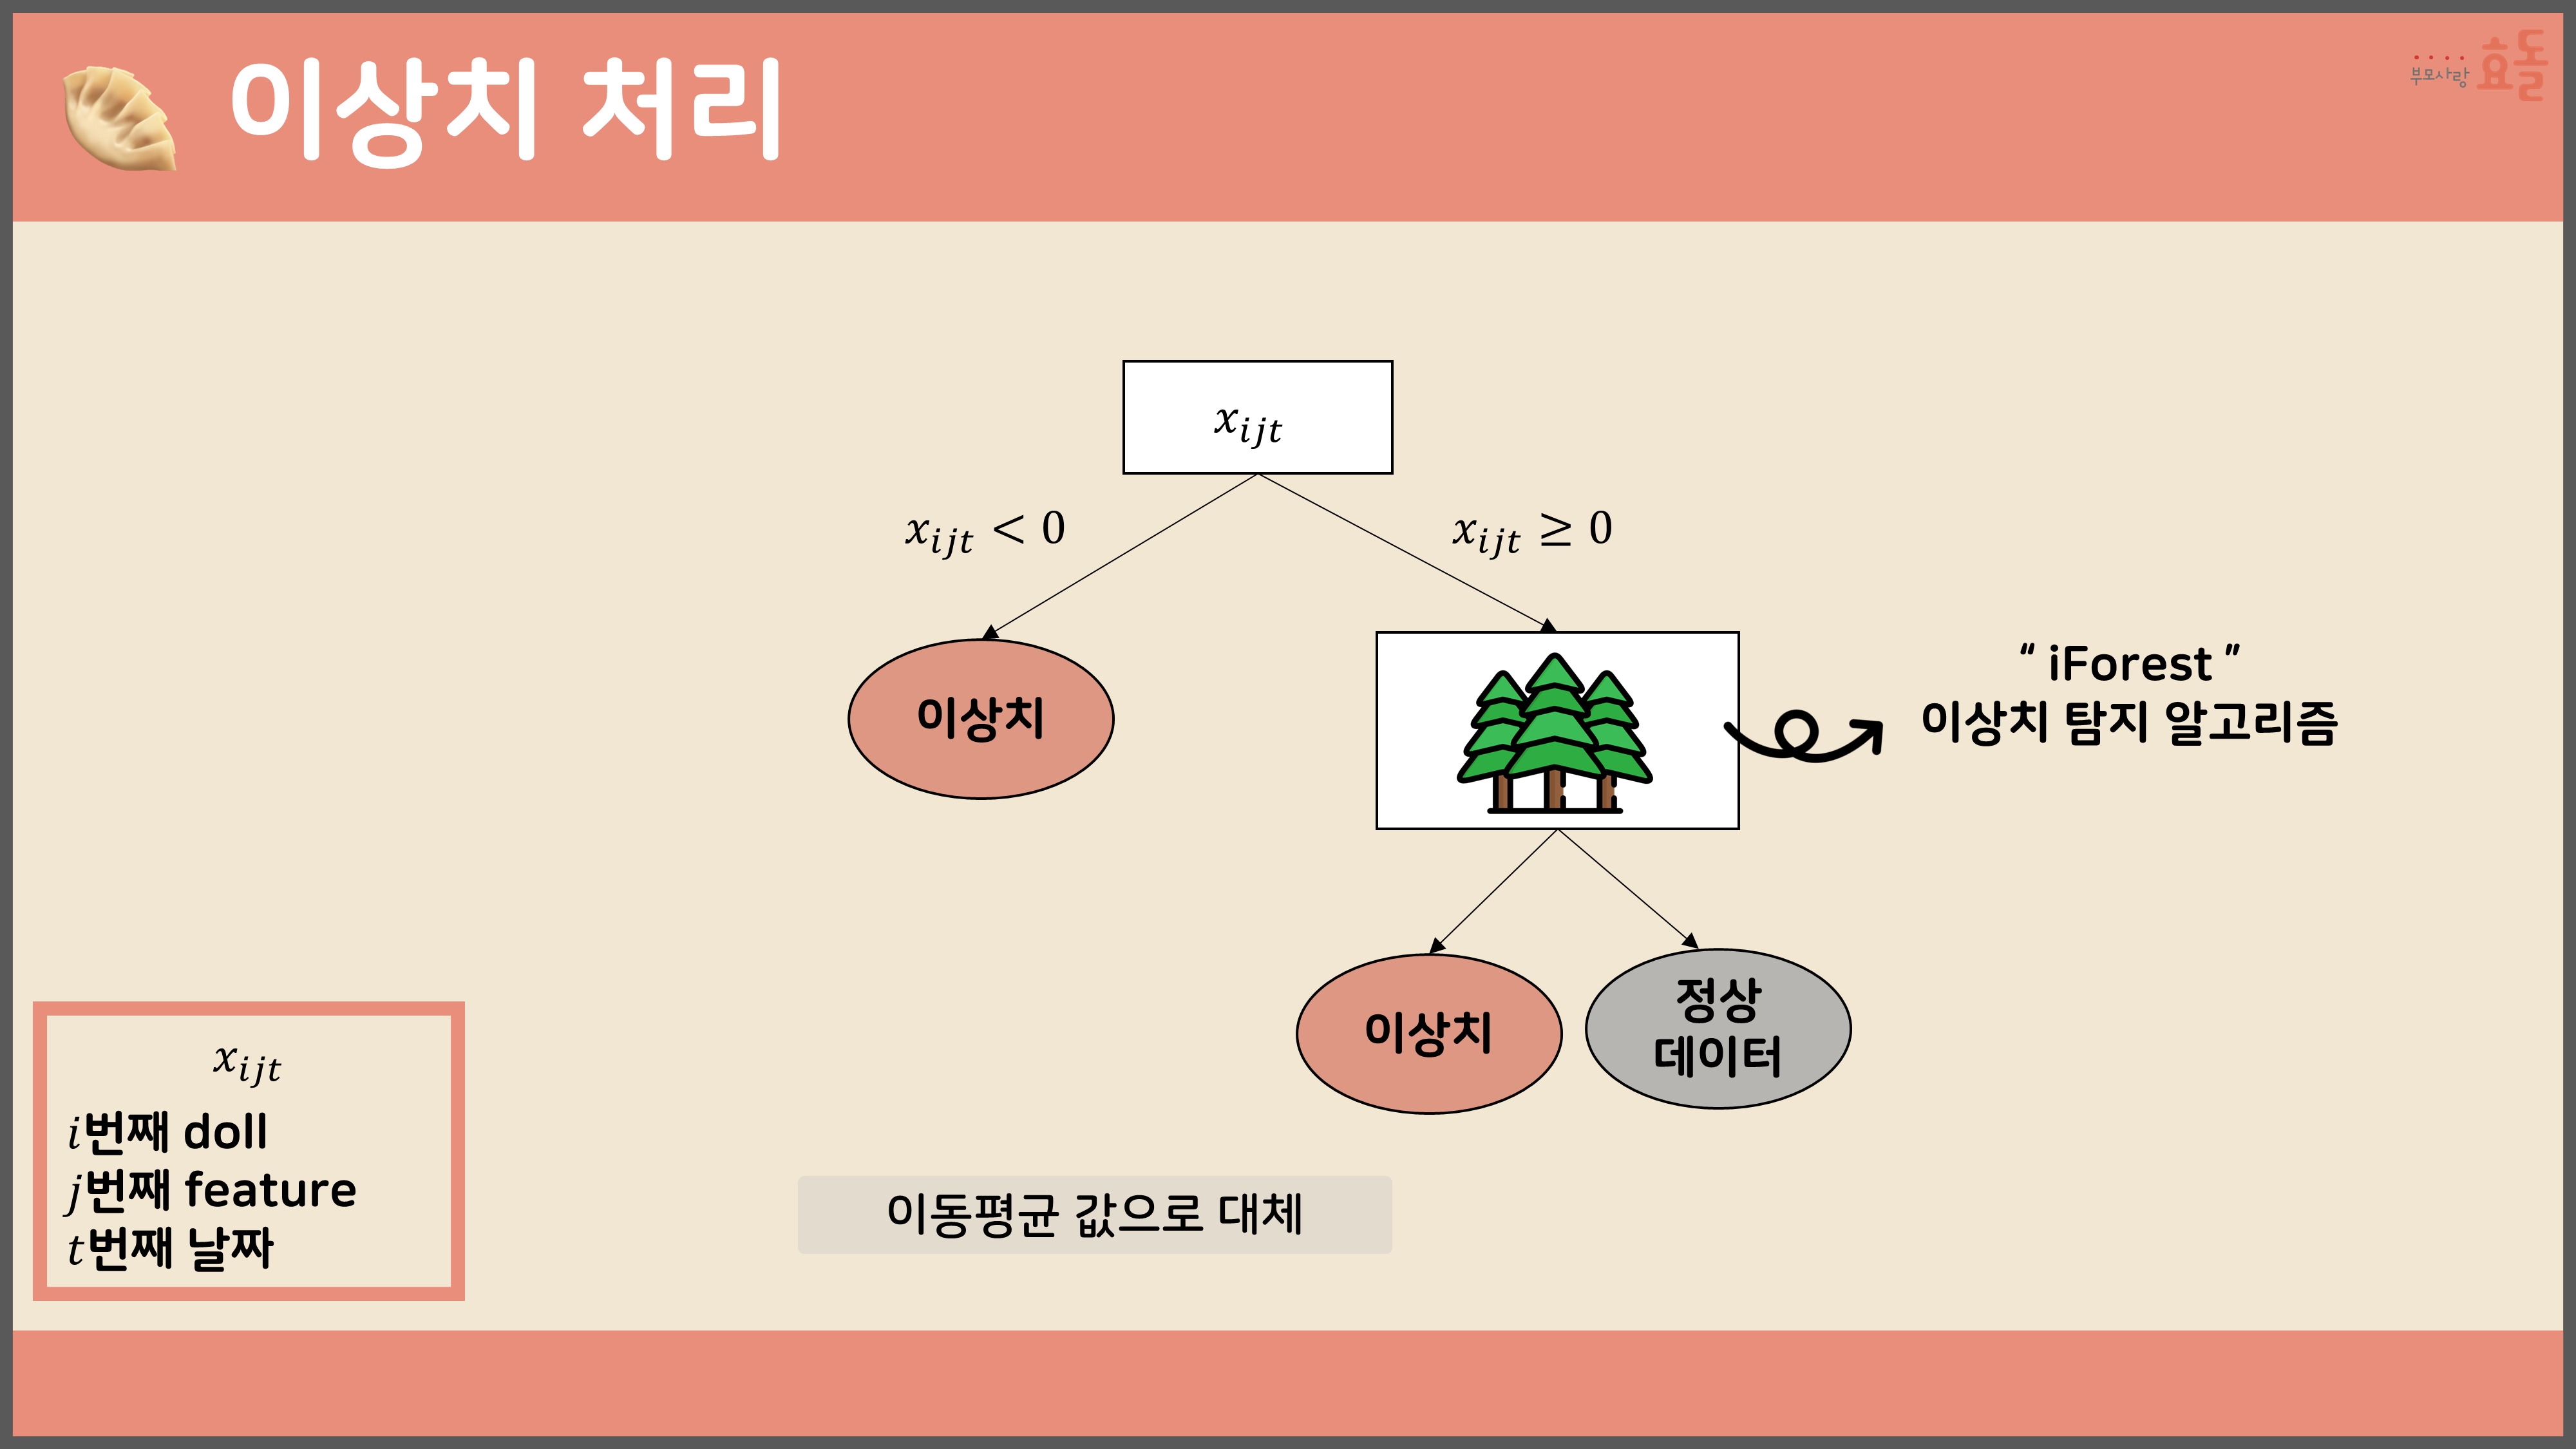 이상치 처리
부모사랑 효돌
x_{ijt}
x_{ijt} < 0
x_{ijt} ≥ 0
이상치
“ iForest ”
이상치 탐지 알고리즘
이상치
정상
데이터
x_{ijt}
i번째 doll
j번째 feature
t번째 날짜
이동평균 값으로 대체